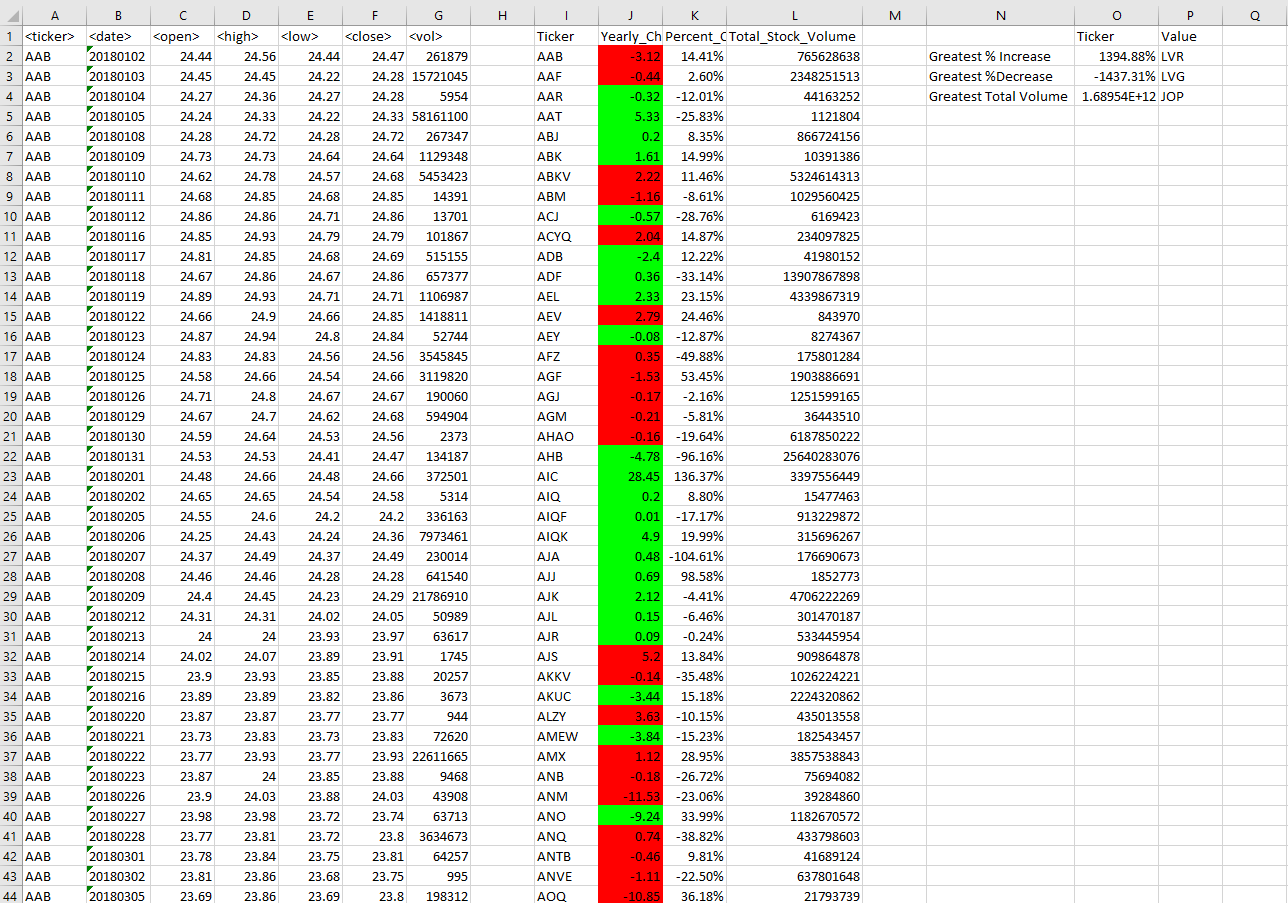 A B C D E F G H I J K L M N O P Q
1 <ticker> <date> <open> <high> <low> <close> <vol> Ticker Yearly_Ch Percent_C Total_Stock_Volume Ticker Value
2 AAB 20180102 24.44 24.56 24.44 24.47 261879 AAB -3.12 14.41% 765628638 Greatest % Increase 1394.88% LVR
3 AAB 20180103 24.45 24.45 24.22 24.28 15721045 AAF -0.44 2.60% 2348251513 Greatest %Decrease -1437.31% LVG
4 AAB 20180104 24.27 24.36 24.27 24.28 5954 AAR -0.32 -12.01% 44163252 Greatest Total Volume 1.68954E+12 JOP
5 AAB 20180105 24.24 24.33 24.22 24.33 58161100 AAT 5.33 -25.83% 1121804
6 AAB 20180108 24.28 24.72 24.28 24.72 267347 ABJ 0.2 8.35% 866724156
7 AAB 20180109 24.73 24.73 24.64 24.64 1129348 ABK 1.61 14.99% 10391386
8 AAB 20180110 24.62 24.78 24.57 24.68 5453423 ABKV 2.22 11.46% 5324614313
9 AAB 20180111 24.68 24.85 24.68 24.85 14391 ABM -1.16 -8.61% 1029560425
10 AAB 20180112 24.86 24.86 24.71 24.86 13701 ACJ -0.57 -28.76% 6169423
11 AAB 20180116 24.85 24.93 24.79 24.79 101867 ACYQ 2.04 14.87% 234097825
12 AAB 20180117 24.81 24.85 24.68 24.69 515155 ADB -2.4 12.22% 41980152
13 AAB 20180118 24.67 24.86 24.67 24.86 657377 ADF 0.36 -33.14% 13907867898
14 AAB 20180119 24.89 24.93 24.71 24.71 1106987 AEL 2.33 23.15% 4339867319
15 AAB 20180122 24.66 24.9 24.66 24.85 1418811 AEV 2.79 24.46% 843970
16 AAB 20180123 24.87 24.94 24.8 24.84 52744 AEY -0.08 -12.87% 8274367
17 AAB 20180124 24.83 24.83 24.56 24.56 3545845 AFZ 0.35 -49.88% 175801284
18 AAB 20180125 24.58 24.66 24.54 24.66 3119820 AGF -1.53 53.45% 1903886691
19 AAB 20180126 24.71 24.8 24.67 24.67 190060 AGJ -0.17 -2.16% 1251599165
20 AAB 20180129 24.67 24.7 24.62 24.68 594904 AGM -0.21 -5.81% 36443510
21 AAB 20180130 24.59 24.64 24.53 24.56 2373 AHAO -0.16 -19.64% 6187850222
22 AAB 20180131 24.53 24.53 24.41 24.47 134187 AHB -4.78 -96.16% 25640283076
23 AAB 20180201 24.48 24.66 24.48 24.66 372501 AIC 28.45 136.37% 3397556449
24 AAB 20180202 24.65 24.65 24.54 24.58 5314 AIQ 0.2 8.80% 15477463
25 AAB 20180205 24.55 24.6 24.2 24.2 336163 AIQF 0.01 -17.17% 913229872
26 AAB 20180206 24.25 24.43 24.24 24.36 7973461 AIQK 4.9 19.99% 315696267
27 AAB 20180207 24.37 24.49 24.37 24.49 230014 AJA 0.48 -104.61% 176690673
28 AAB 20180208 24.46 24.46 24.28 24.28 641540 AJJ 0.69 98.58% 1852773
29 AAB 20180209 24.4 24.45 24.23 24.29 21786910 AJK 2.12 -4.41% 4706222269
30 AAB 20180212 24.31 24.31 24.02 24.05 50989 AJL 0.15 -6.46% 301470187
31 AAB 20180213 24 24 23.93 23.97 63617 AJR 0.09 -0.24% 533445954
32 AAB 20180214 24.02 24.07 23.89 23.91 1745 AJS 5.2 13.84% 909864878
33 AAB 20180215 23.9 23.93 23.85 23.88 20257 AKKV -0.14 -35.48% 1026224221
34 AAB 20180216 23.89 23.89 23.82 23.86 3673 AKUC -3.44 15.18% 2224320862
35 AAB 20180220 23.87 23.87 23.77 23.77 944 ALZY 3.63 -10.15% 435013558
36 AAB 20180221 23.73 23.83 23.73 23.83 72620 AMEW -3.84 -15.23% 182543457
37 AAB 20180222 23.77 23.93 23.77 23.93 22611665 AMX 1.12 28.95% 3857538843
38 AAB 20180223 23.87 24 23.85 23.88 9468 ANB -0.18 -26.72% 75694082
39 AAB 20180226 23.9 24.03 23.88 24.03 43908 ANM -11.53 -23.06% 39284860
40 AAB 20180227 23.98 23.98 23.72 23.74 63713 ANO -9.24 33.99% 1182670572
41 AAB 20180228 23.77 23.81 23.72 23.8 3634673 ANQ 0.74 -38.82% 433798603
42 AAB 20180301 23.78 23.84 23.75 23.81 64257 ANTB -0.46 9.81% 41689124
43 AAB 20180302 23.81 23.86 23.68 23.75 995 ANVE -1.11 -22.50% 637801648
44 AAB 20180305 23.69 23.86 23.69 23.8 198312 AOQ -10.85 36.18% 21793739